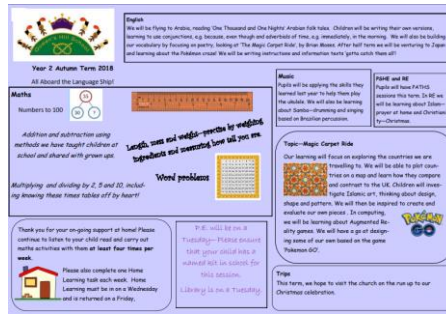 Year 2 Autumn Term 2018
All Aboard the Language Ship!
English
We will be flying to Arabia, reading 'One Thousand and One Nights' Arabian folk tales. Children will be writing their own versions,
learning to use conjunctions, e.g. because, even though and adverbials of time, e.g. immediately, in the morning. We will also be building
our vocabulary by focusing on poetry, looking at 'The Magic Carpet Ride', by Brian Moses. After half term we will be venturing to Japan
and learning about the Pokémon craze! We will be writing instructions and information texts 'gotta catch them all'!
Maths
Numbers to 100
Addition and subtraction using
methods we have taught children at
school and shared with grown ups.
Multiplying and dividing by 2, 5 and 10, includ-
ing knowing these times tables off by heart!
Length, mass and weight—practise by weighing
ingredients and measuring how tall you are.
Word problems
Music
Pupils will be applying the skills they
learned last year to help them play
the ukulele. We will also be learning
about Samba—drumming and singing
based on Brazilian percussion.
PSHE and RE
Pupils will have PATHS
sessions this term. In RE we
will be learning about Islam—
prayer at home and Christian
ity—Christmas.
Topic—Magic Carpet Ride
Our learning will focus on exploring the countries we are
travelling to. We will be able to plot coun-
tries on a map and learn how they compare
and contrast to the UK. Children will inves-
tigate Islamic art, thinking about design,
shape and pattern. We will then be inspired to create and
evaluate our own pieces . In computing,
we will be learning about Augmented Re-
ality games. We will have a go at design-
ing some of our own based on the game
'Pokemon GO'.
POKÉMON
GO
Thank you for your on-going support at home! Please
continue to listen to your child read and carry out
maths activities with them at least four times per
week.
Please also complete one Home
Learning task each week. Home
Learning must be in on a Wednesday
and is returned on a Friday.
P.E. will be on a
Tuesday— Please ensure
that your child has a
named kit in school for
this session.
Library is on a Tuesday.
Trips
This term, we hope to visit the church on the run up to our
Christmas celebration.